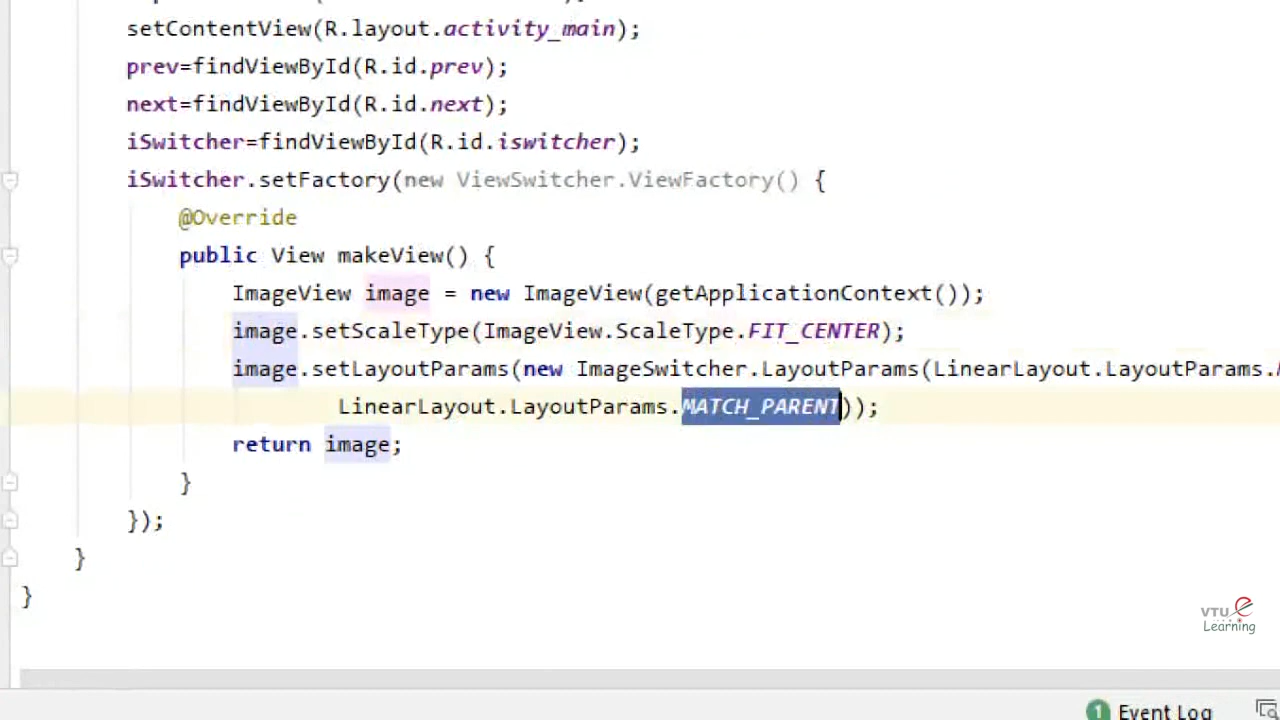 setContentView(R.layout.activity_main);
prev=findViewById(R.id.prev);
next=findViewById(R.id.next);
iSwitcher=findViewById(R.id.iswitcher);
iSwitcher.setFactory(new ViewSwitcher.ViewFactory() {
@Override
public View makeView() {
ImageView image = new ImageView(getApplicationContext());
image.setScaleType(ImageView.ScaleType.FIT_CENTER);
image.setLayoutParams(new ImageSwitcher.LayoutParams(LinearLayout.LayoutParams.
LinearLayout.LayoutParams.MATCH_PARENT));
return image;
}
});
}
}
VTU e
Learning
1 Event Log